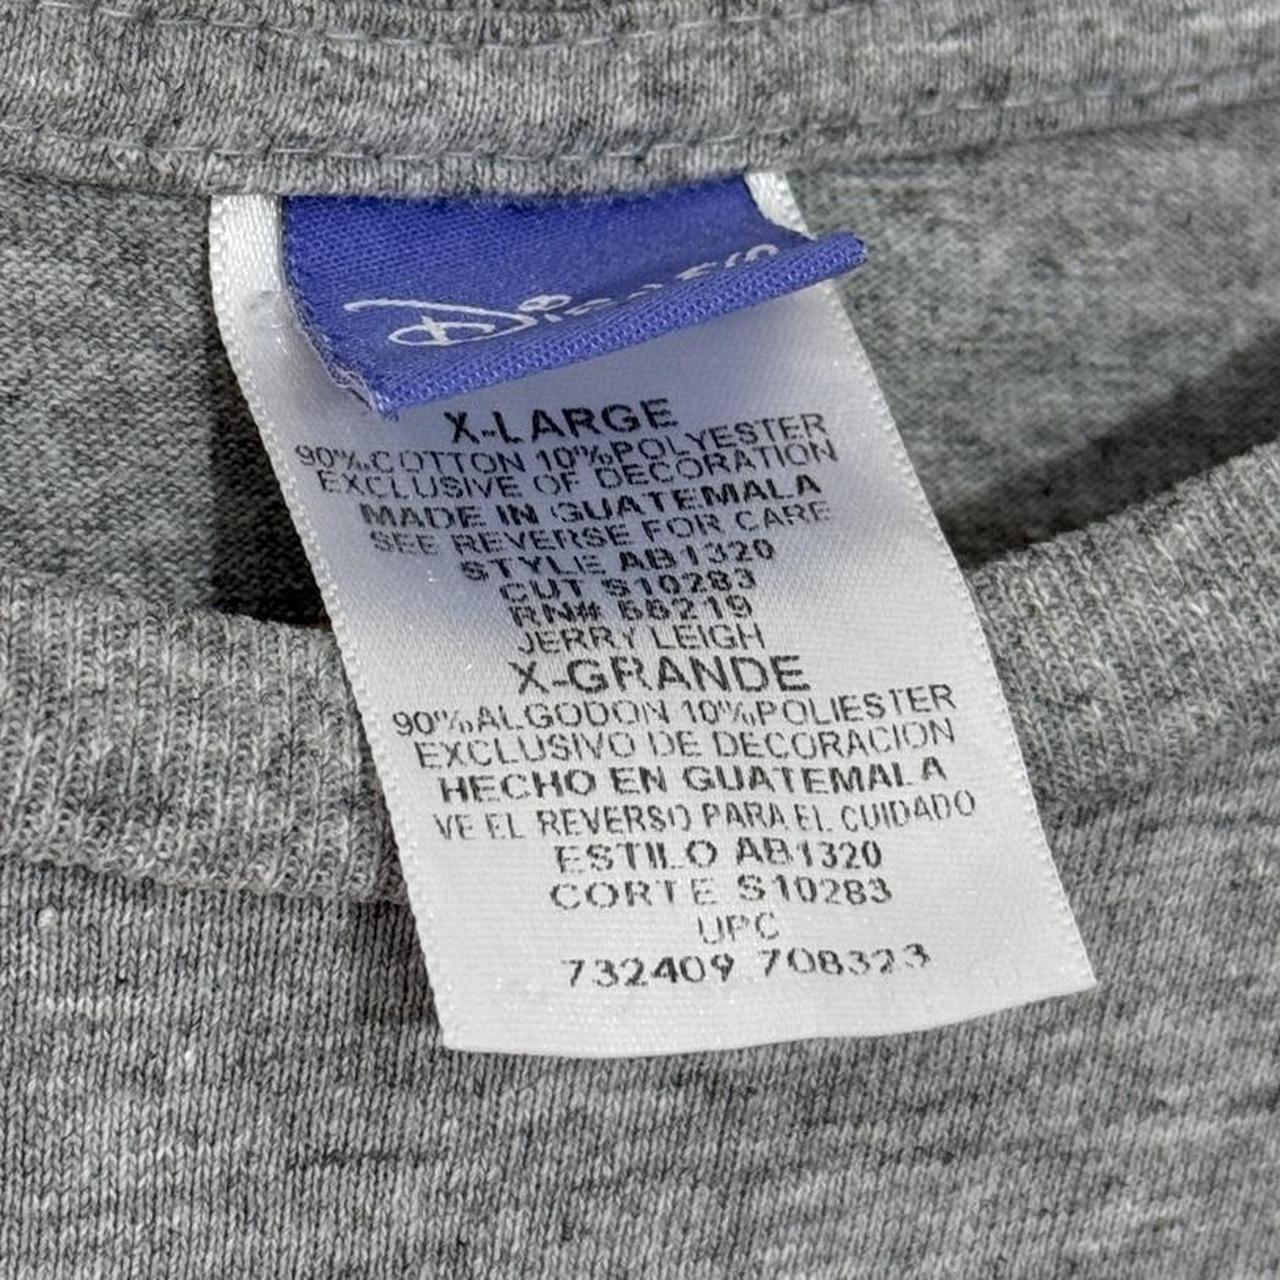 Disney
X-LARGE
90%COTTON 10%POLYESTER
EXCLUSIVE OF DECORATION
MADE IN GUATEMALA
SEE REVERSE FOR CARE
STYLE AB1320
CUT S10283
RN# 56219
JERRY LEIGH
X-GRANDE
90%ALGODON 10%POLIESTER
EXCLUSIVO DE DECORACION
HECHO EN GUATEMALA
VE EL REVERSO PARA EL CUIDADO
ESTILO AB1320
CORTE S10283
UPC
732409 708323